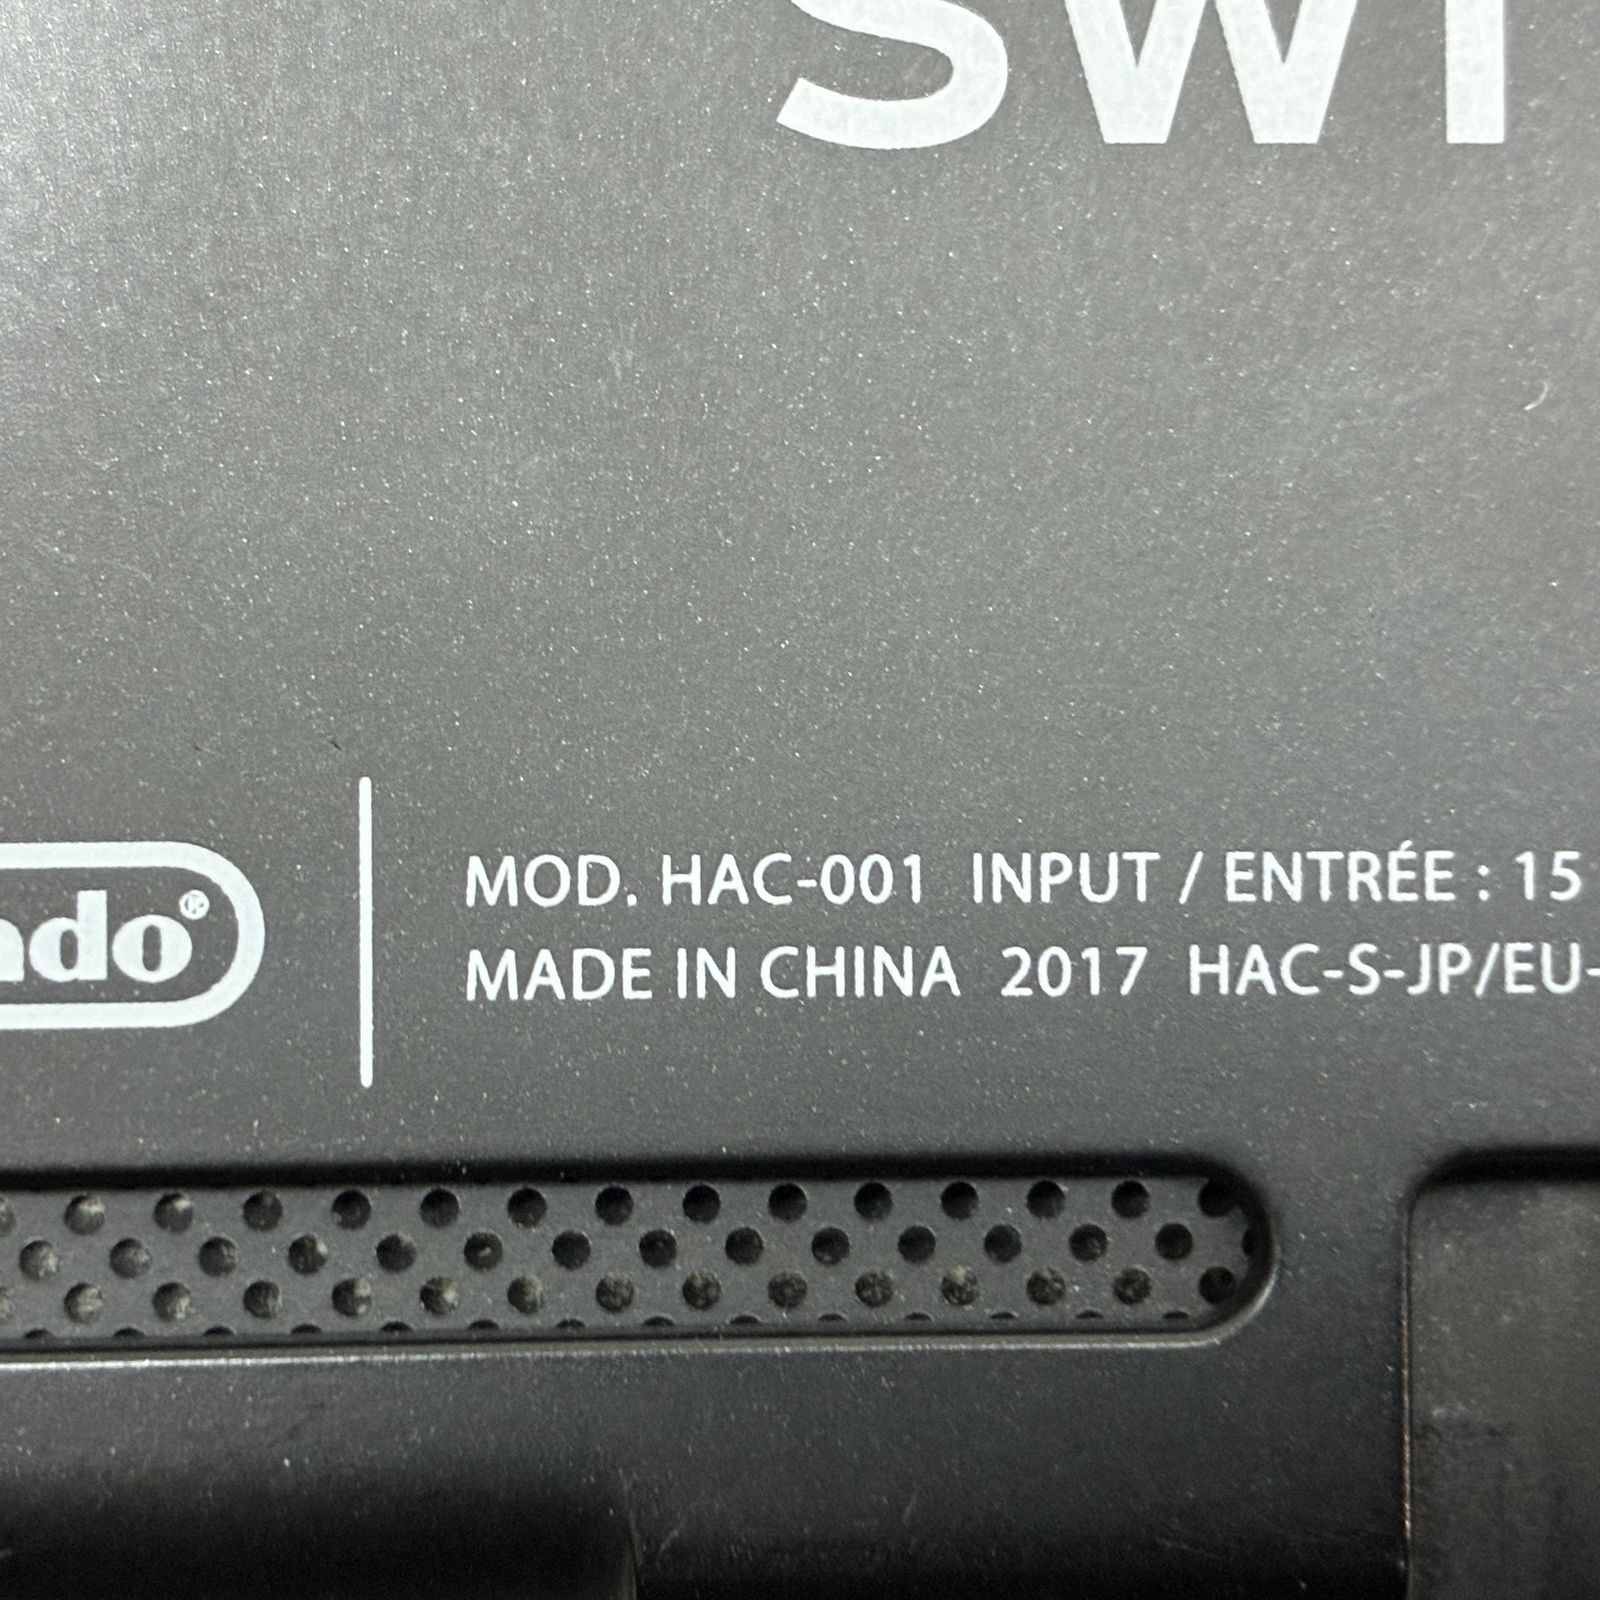 SWI
ndo®
MOD. HAC-001 INPUT / ENTRÉE : 15
MADE IN CHINA 2017 HAC-S-JP/EU-